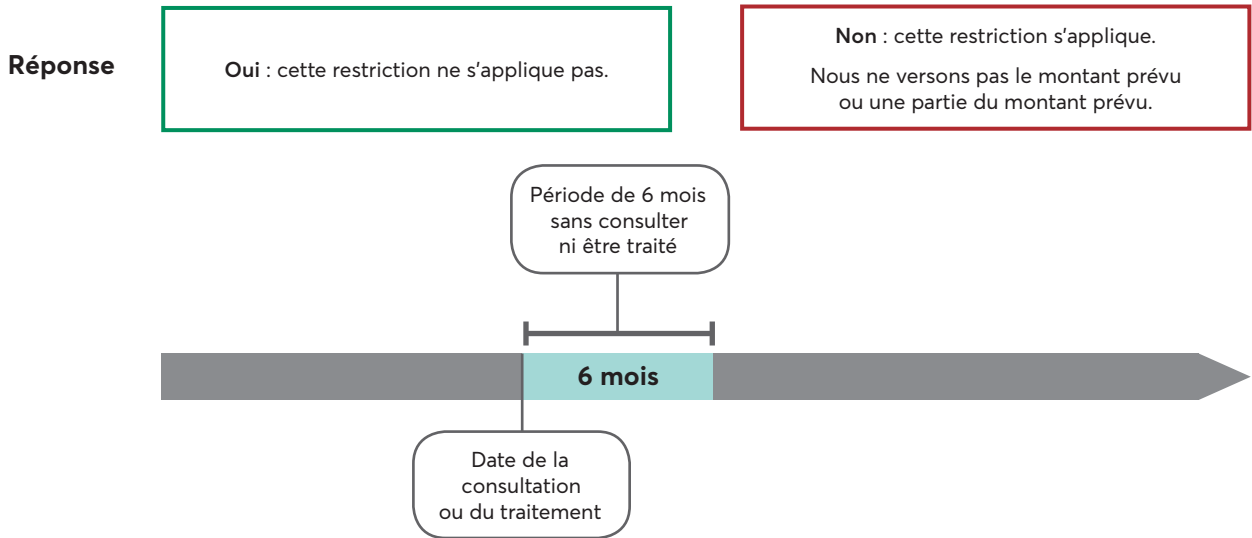 Réponse
Oui : cette restriction ne s'applique pas.
Non : cette restriction s'applique.
Nous ne versons pas le montant prévu
ou une partie du montant prévu.
Période de 6 mois
sans consulter
ni être traité
6 mois
Date de la
consultation
ou du traitement